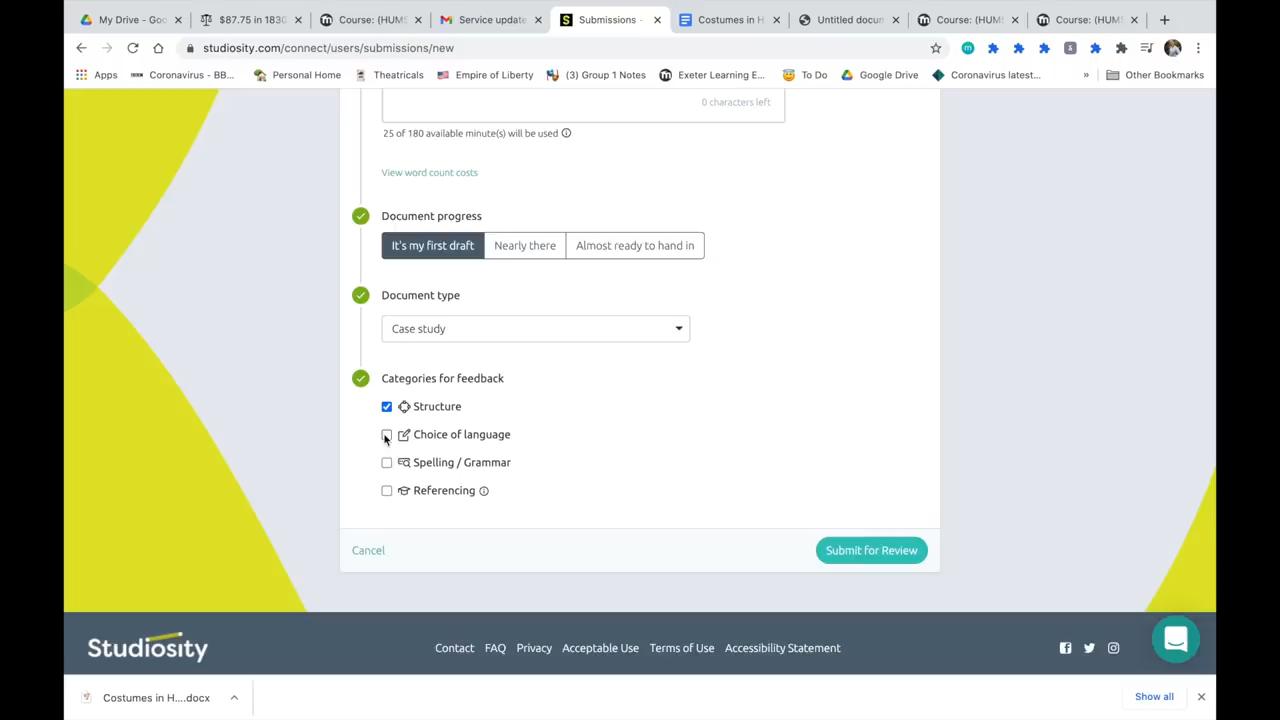 My Drive - Goo
$87.75 in 1830
Course: (HUMS
Service update
Submissions -
Costumes in H
Untitled docun
Course: (HUMS
Course: (HUMS
studiosity.com/connect/users/submissions/new
Apps
Coronavirus - BB...
Personal Home
Theatricals
Empire of Liberty
(3) Group 1 Notes
Exeter Learning E...
To Do
Google Drive
Coronavirus latest...
»
Other Bookmarks
0 characters left
25 of 180 available minute(s) will be used
View word count costs
Document progress
It's my first draft
Nearly there
Almost ready to hand in
Document type
Case study
Categories for feedback
Structure
Choice of language
Spelling / Grammar
Referencing
Cancel
Submit for Review
Studiosity
Contact
FAQ
Privacy
Acceptable Use
Terms of Use
Accessibility Statement
Costumes in H....docx
Show all